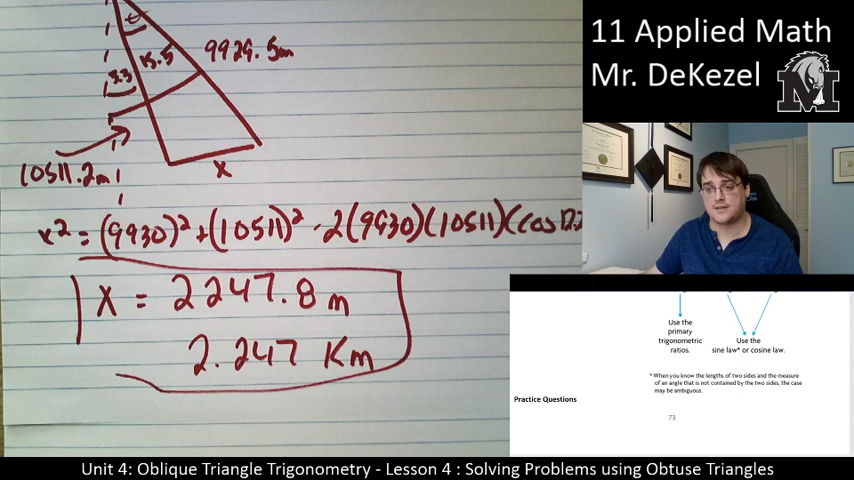 11 Applied Math
Mr. DeKezel
M
θ
15.5
3.3
9929.5m
10511.2m
x
x² = (9930)² + (10511)² - 2(9930)(10511)(cos 12.2
X = 2247.8 m
2.247 Km
Use the
primary
trigonometric
ratios.
Use the
sine law* or cosine law.
* When you know the lengths of two sides and the measure
of an angle that is not contained by the two sides, the case
may be ambiguous.
Practice Questions
73
Unit 4: Oblique Triangle Trigonometry - Lesson 4 : Solving Problems using Obtuse Triangles